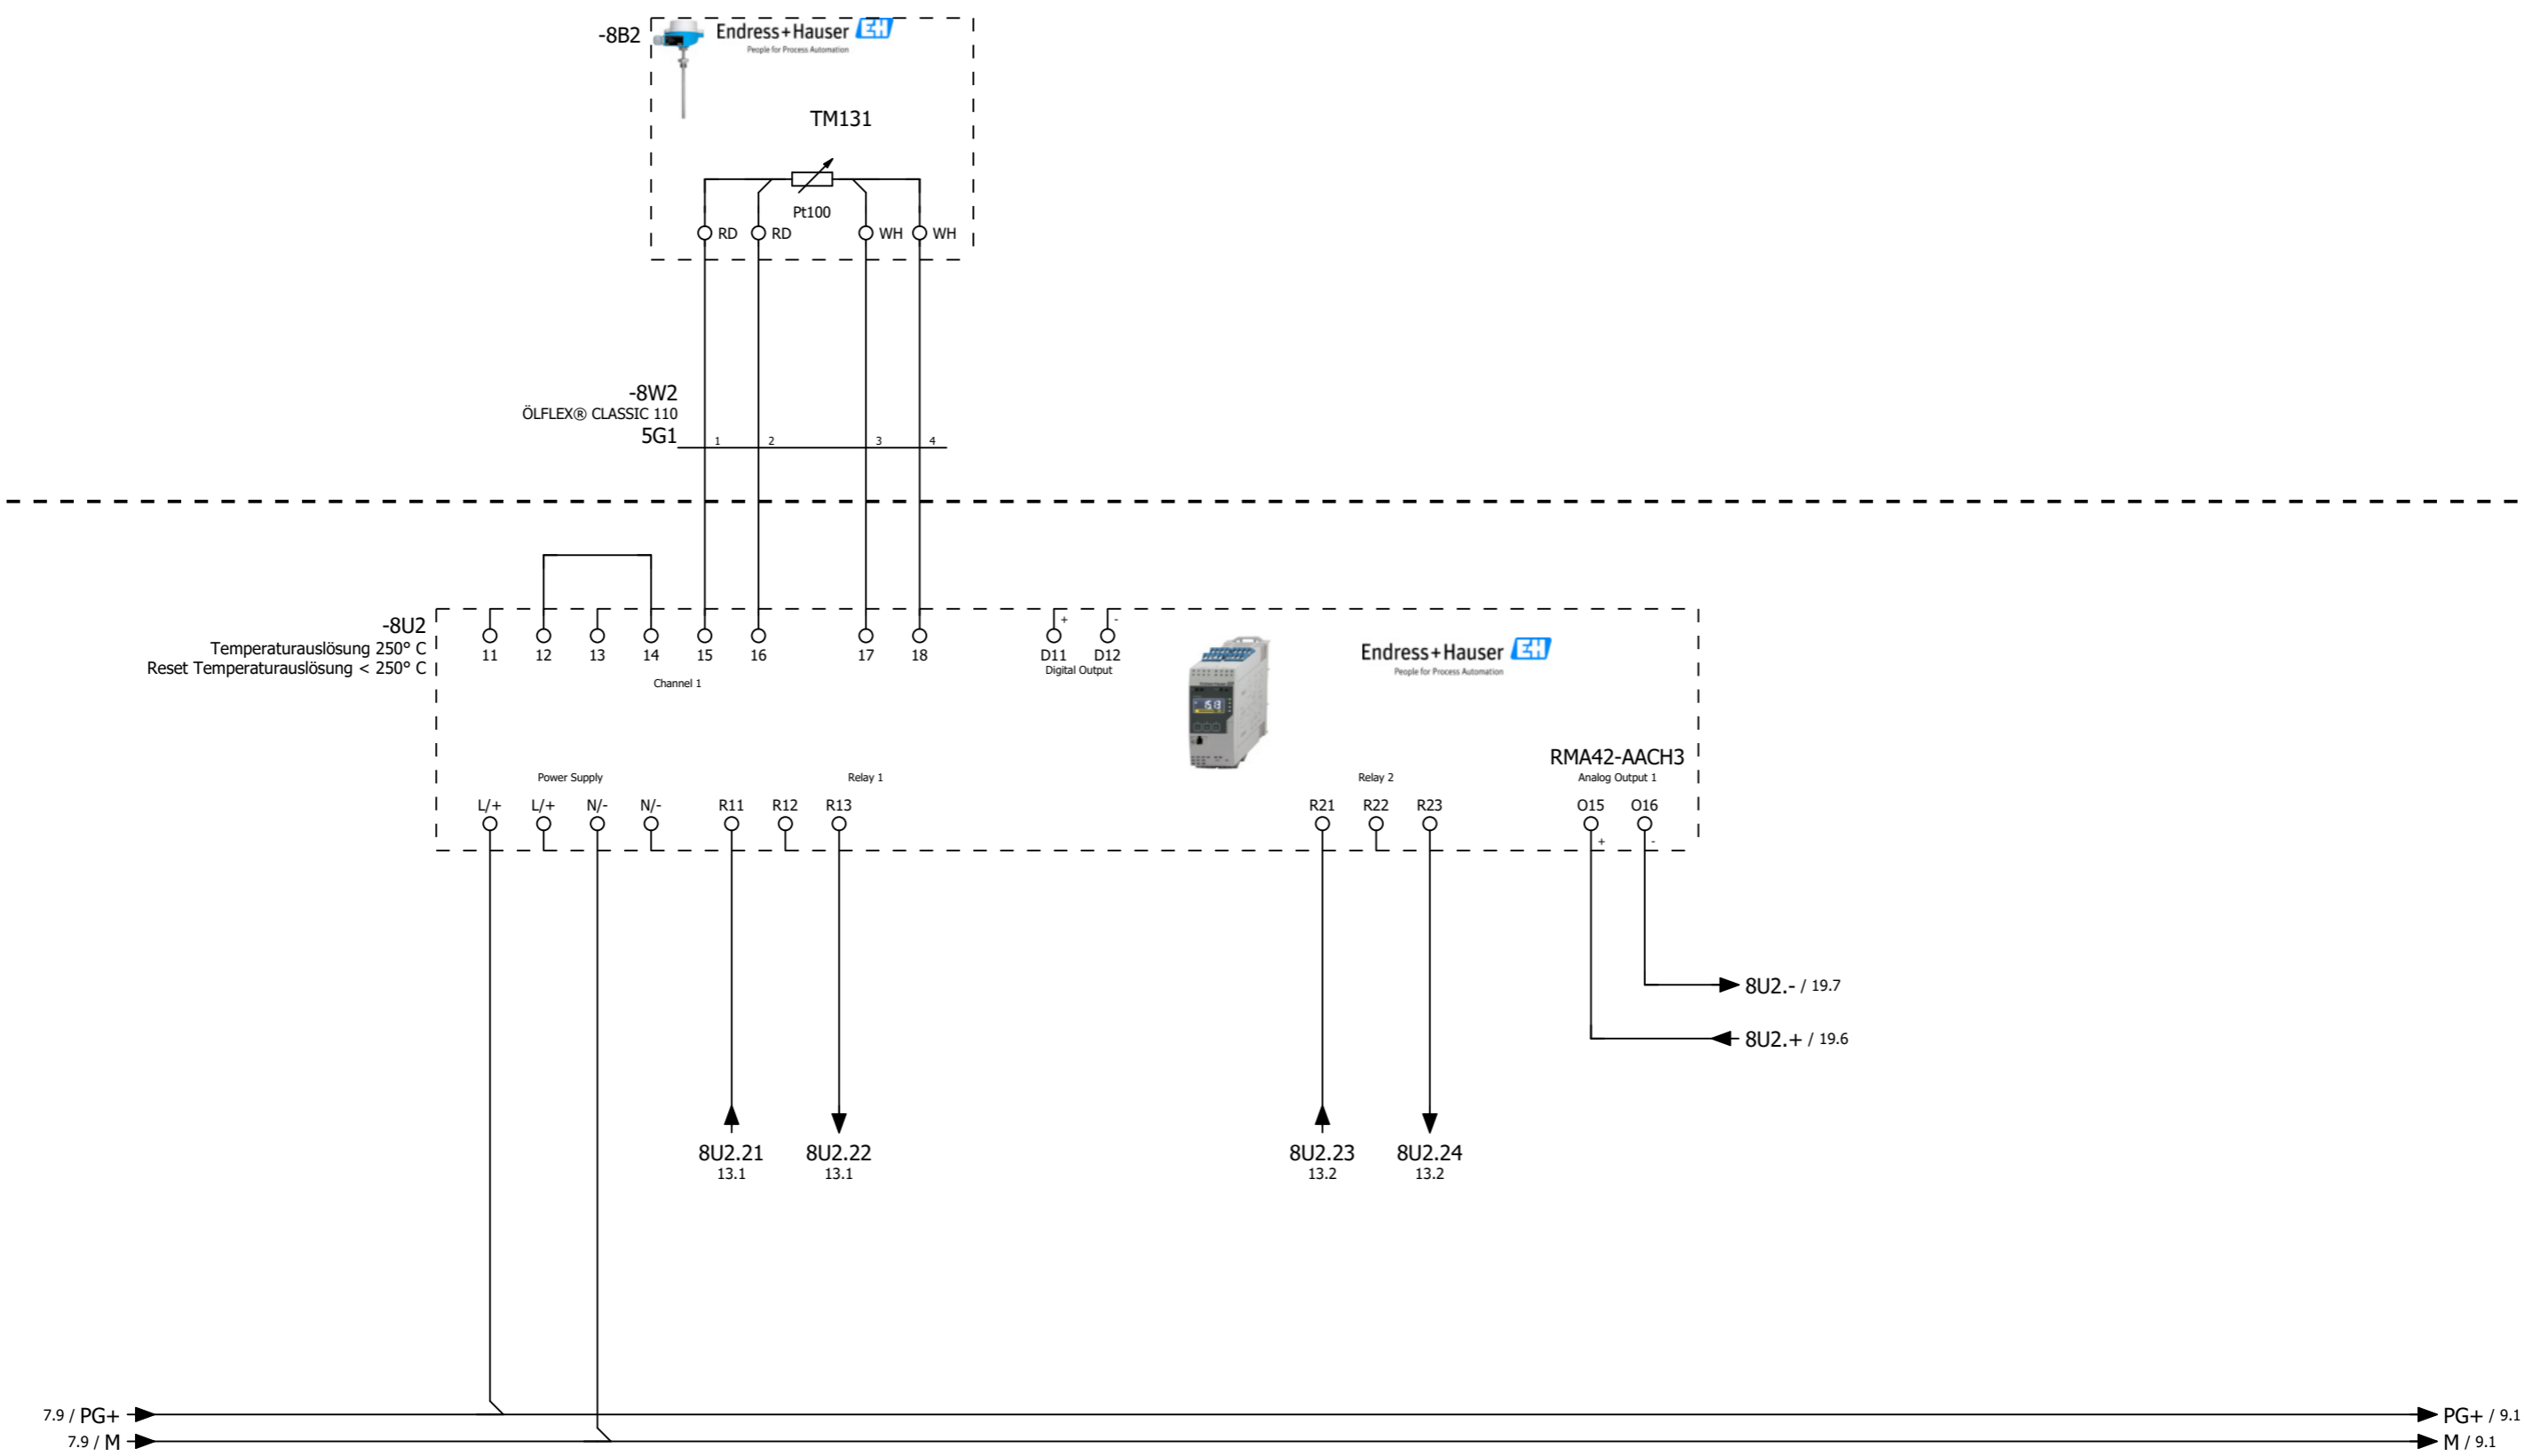 -8B2
Endress+Hauser EH
People for Process Automation
TM131
Pt100
RD RD WH WH
-8W2
ÖLFLEX® CLASSIC 110
5G1
1 2 3 4
-8U2
Temperaturauslösung 250° C
Reset Temperaturauslösung < 250° C
+ -
11 12 13 14 15 16 17 18 D11 D12
Channel 1
Digital Output
Endress+Hauser EH
People for Process Automation
RMA42-AACH3
Power Supply Relay 1 Relay 2 Analog Output 1
L/+ L/+ N/- N/- R11 R12 R13 R21 R22 R23 O15 O16
+ -
8U2.- / 19.7
8U2.+ / 19.6
8U2.21 8U2.22 8U2.23 8U2.24
13.1 13.1 13.2 13.2
7.9 / PG+ PG+ / 9.1
7.9 / M M / 9.1